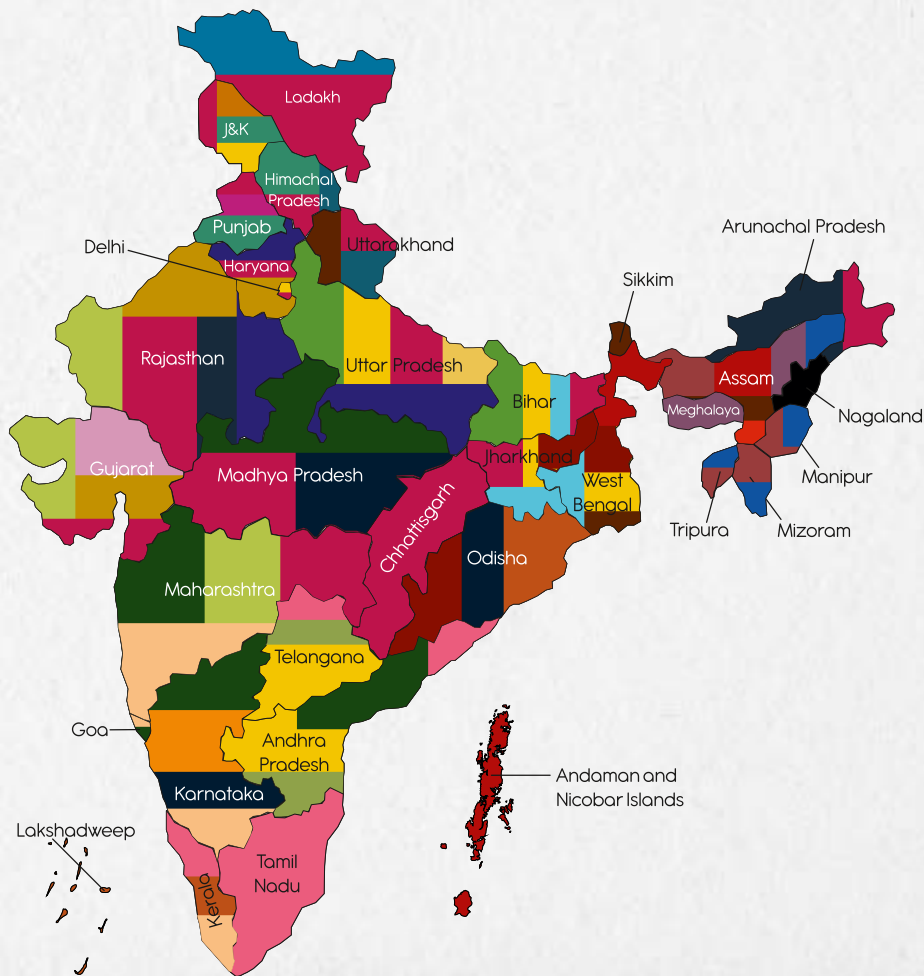 Ladakh
J&K
Himachal
Pradesh
Punjab
Uttarakhand
Arunachal Pradesh
Delhi
Haryana
Sikkim
Rajasthan
Uttar Pradesh
Assam
Bihar
Meghalaya
Nagaland
Gujarat
Madhya Pradesh
Jharkhand
Manipur
West
Bengal
Chhattisgarh
Tripura
Mizoram
Odisha
Maharashtra
Telangana
Goa
Andhra
Pradesh
Andaman and
Nicobar Islands
Karnataka
Lakshadweep
Tamil
Nadu
Kerala